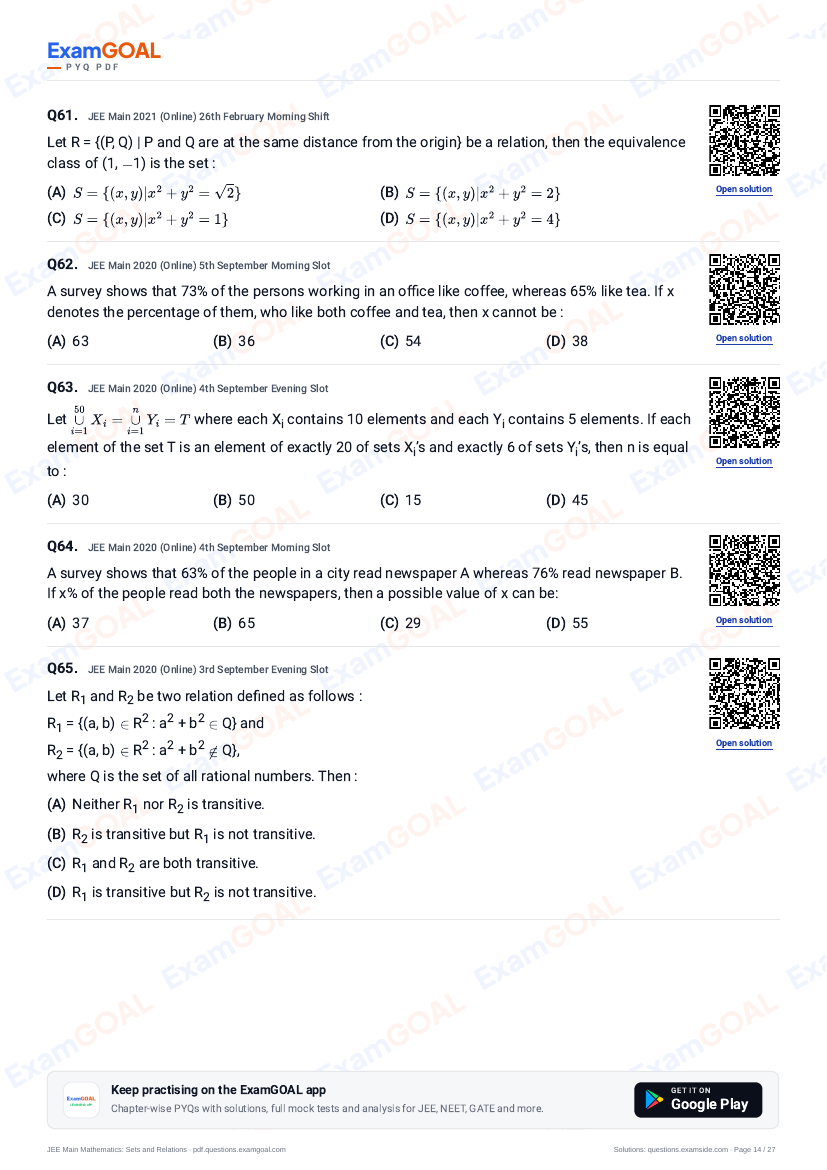 ExamGOAL
PYQ PDF
Q61. JEE Main 2021 (Online) 26th February Morning Shift
Let R = {(P, Q) | P and Q are at the same distance from the origin} be a relation, then the equivalence
class of (1, −1) is the set :
(A) S = {(x, y)|x² + y² = √2}
(B) S = {(x, y)|x² + y² = 2}
(C) S = {(x, y)|x² + y² = 1}
(D) S = {(x, y)|x² + y² = 4}
Open solution
Q62. JEE Main 2020 (Online) 5th September Morning Slot
A survey shows that 73% of the persons working in an office like coffee, whereas 65% like tea. If x
denotes the percentage of them, who like both coffee and tea, then x cannot be :
(A) 63 (B) 36 (C) 54 (D) 38
Open solution
Q63. JEE Main 2020 (Online) 4th September Evening Slot
Let ∪_{i=1}^{50} X_i = ∪_{i=1}^{n} Y_i = T where each X_i contains 10 elements and each Y_i contains 5 elements. If each
element of the set T is an element of exactly 20 of sets X_i's and exactly 6 of sets Y_i's, then n is equal
to :
(A) 30 (B) 50 (C) 15 (D) 45
Open solution
Q64. JEE Main 2020 (Online) 4th September Morning Slot
A survey shows that 63% of the people in a city read newspaper A whereas 76% read newspaper B.
If x% of the people read both the newspapers, then a possible value of x can be:
(A) 37 (B) 65 (C) 29 (D) 55
Open solution
Q65. JEE Main 2020 (Online) 3rd September Evening Slot
Let R₁ and R₂ be two relation defined as follows :
R₁ = {(a, b) ∈ R² : a² + b² ∈ Q} and
R₂ = {(a, b) ∈ R² : a² + b² ∉ Q},
where Q is the set of all rational numbers. Then :
(A) Neither R₁ nor R₂ is transitive.
(B) R₂ is transitive but R₁ is not transitive.
(C) R₁ and R₂ are both transitive.
(D) R₁ is transitive but R₂ is not transitive.
Open solution
Keep practising on the ExamGOAL app
Chapter-wise PYQs with solutions, full mock tests and analysis for JEE, NEET, GATE and more.
GET IT ON
Google Play
JEE Main Mathematics: Sets and Relations · pdf.questions.examgoal.com
Solutions: questions.examside.com · Page 14 / 27